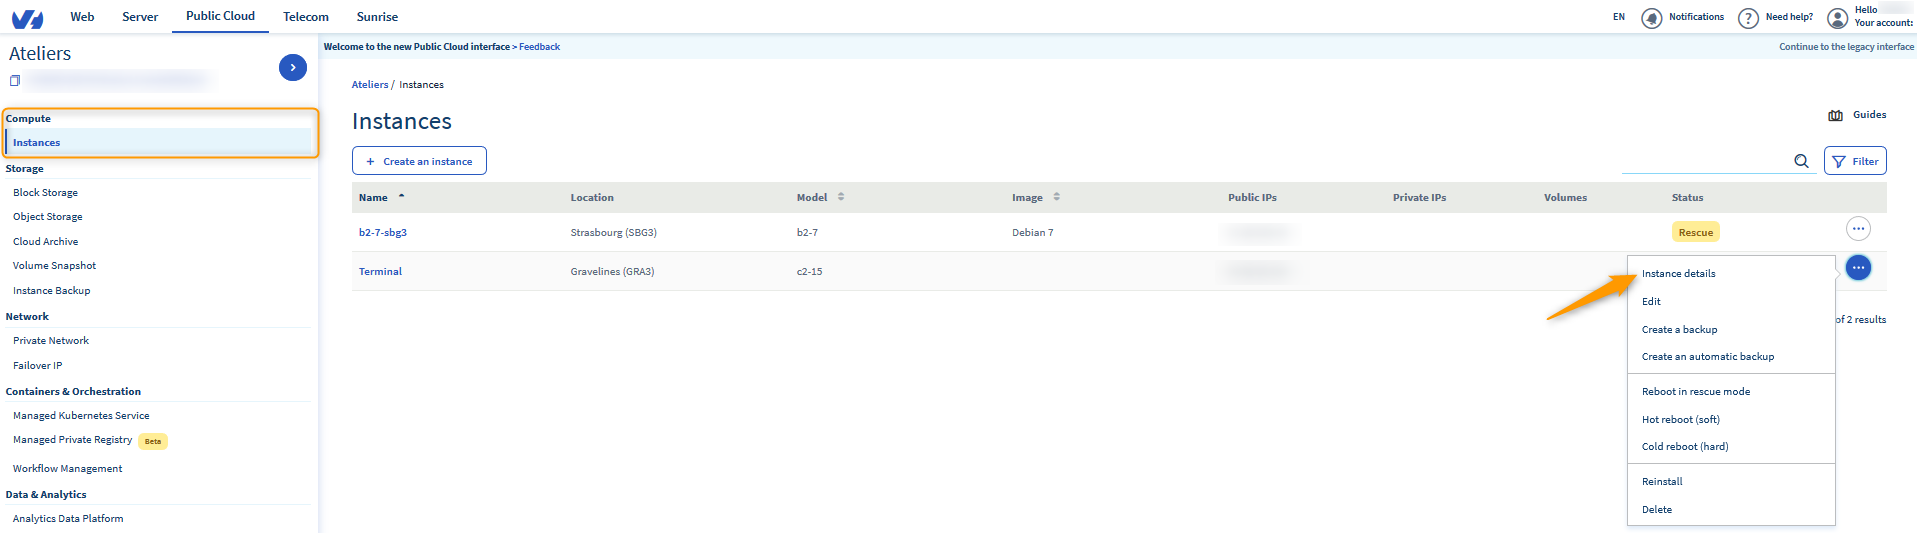 Web Server Public Cloud Telecom Sunrise
EN Notifications Need help? Hello
Your account:
Ateliers
Welcome to the new Public Cloud interface > Feedback
Continue to the legacy interface
Compute
Instances
Storage
Block Storage
Object Storage
Cloud Archive
Volume Snapshot
Instance Backup
Network
Private Network
Failover IP
Containers & Orchestration
Managed Kubernetes Service
Managed Private Registry Beta
Workflow Management
Data & Analytics
Analytics Data Platform
Ateliers / Instances
Instances
Guides
+ Create an instance
Filter
Name Location Model Image Public IPs Private IPs Volumes Status
b2-7-sbg3 Strasbourg (SBG3) b2-7 Debian 7 Rescue
Terminal Gravelines (GRA3) c2-15
Instance details
Edit
Create a backup
Create an automatic backup
Reboot in rescue mode
Hot reboot (soft)
Cold reboot (hard)
Reinstall
Delete
of 2 results